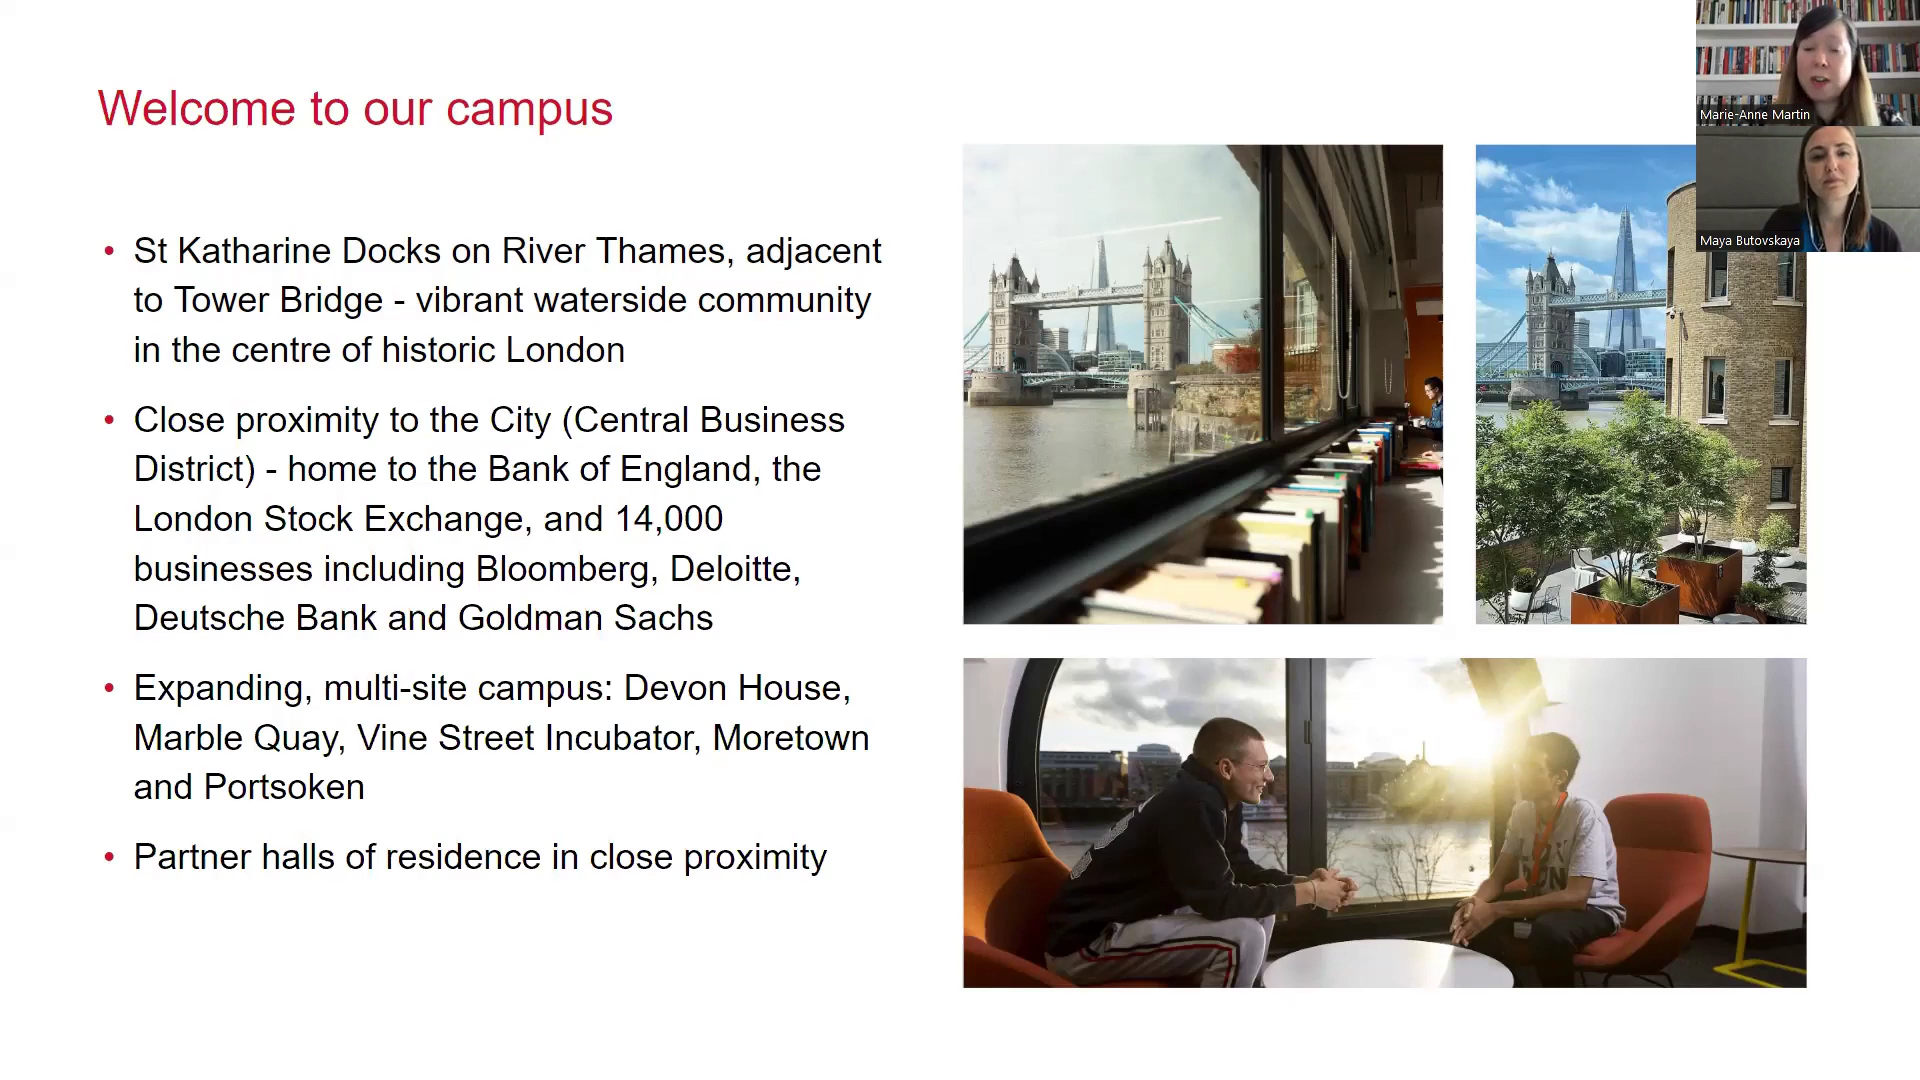 Welcome to our campus
• St Katharine Docks on River Thames, adjacent
to Tower Bridge - vibrant waterside community
in the centre of historic London
• Close proximity to the City (Central Business
District) - home to the Bank of England, the
London Stock Exchange, and 14,000
businesses including Bloomberg, Deloitte,
Deutsche Bank and Goldman Sachs
• Expanding, multi-site campus: Devon House,
Marble Quay, Vine Street Incubator, Moretown
and Portsoken
• Partner halls of residence in close proximity
Marie-Anne Martin
Maya Butovskaya